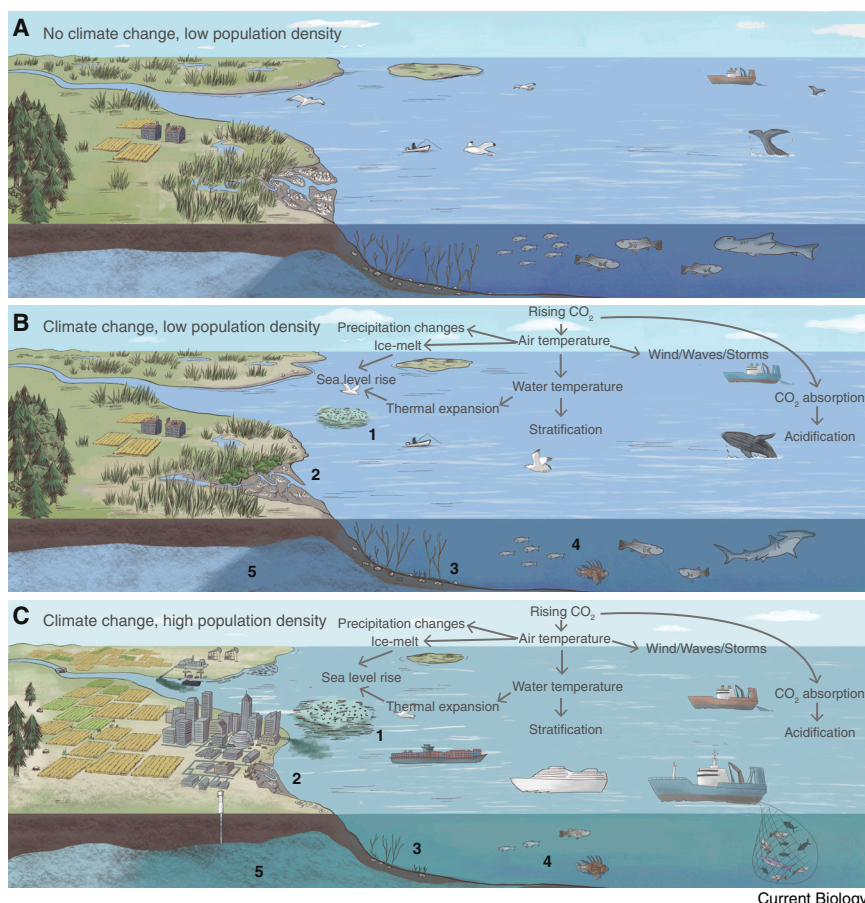 A
No climate change, low population density
B
Climate change, low population density
Rising CO2
Precipitation changes
Air temperature
Ice-melt
Wind/Waves/Storms
Sea level rise
Water temperature
CO2 absorption
Thermal expansion
1
Stratification
Acidification
2
4
3
5
C
Climate change, high population density
Rising CO2
Precipitation changes
Air temperature
Ice-melt
Wind/Waves/Storms
Sea level rise
Water temperature
CO2 absorption
Thermal expansion
1
Stratification
Acidification
2
3
4
5
Current Biology